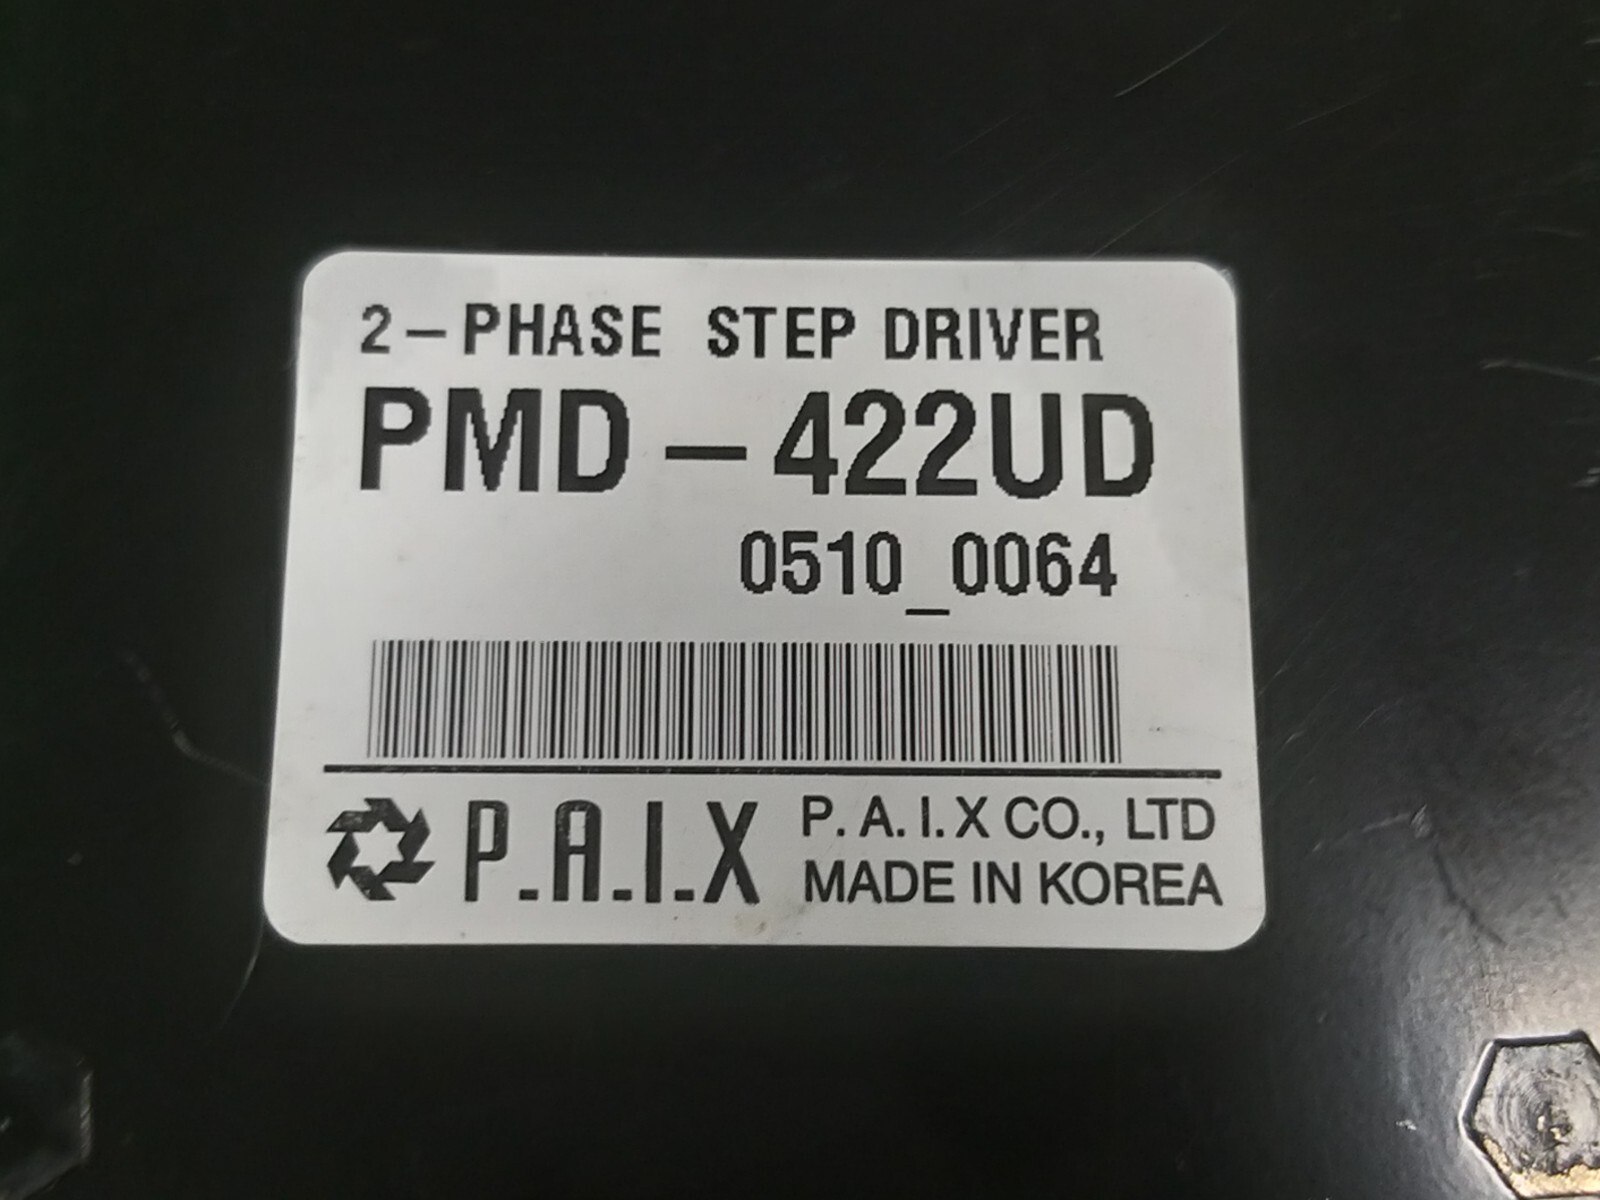 2-PHASE STEP DRIVER
PMD-422UD
0510_0064
P.A.I.X
P.A.I.X CO., LTD
MADE IN KOREA